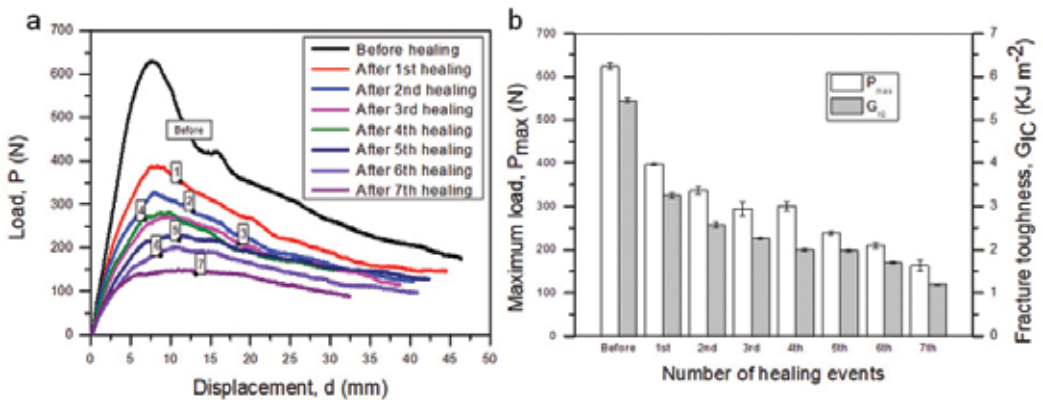 a
700
600
500
400
300
200
100
0
Load, P (N)
0 5 10 15 20 25 30 35 40 45 50
Displacement, d (mm)
Before healing
After 1st healing
After 2nd healing
After 3rd healing
After 4th healing
After 5th healing
After 6th healing
After 7th healing
Before
1
2
3
4
5
6
7
b
700
600
500
400
300
200
100
0
Maximum load, Pmax (N)
Before 1st 2nd 3rd 4th 5th 6th 7th
Number of healing events
P max
G IC
7
6
5
4
3
2
1
0
Fracture toughness, GIC (KJ m-2)